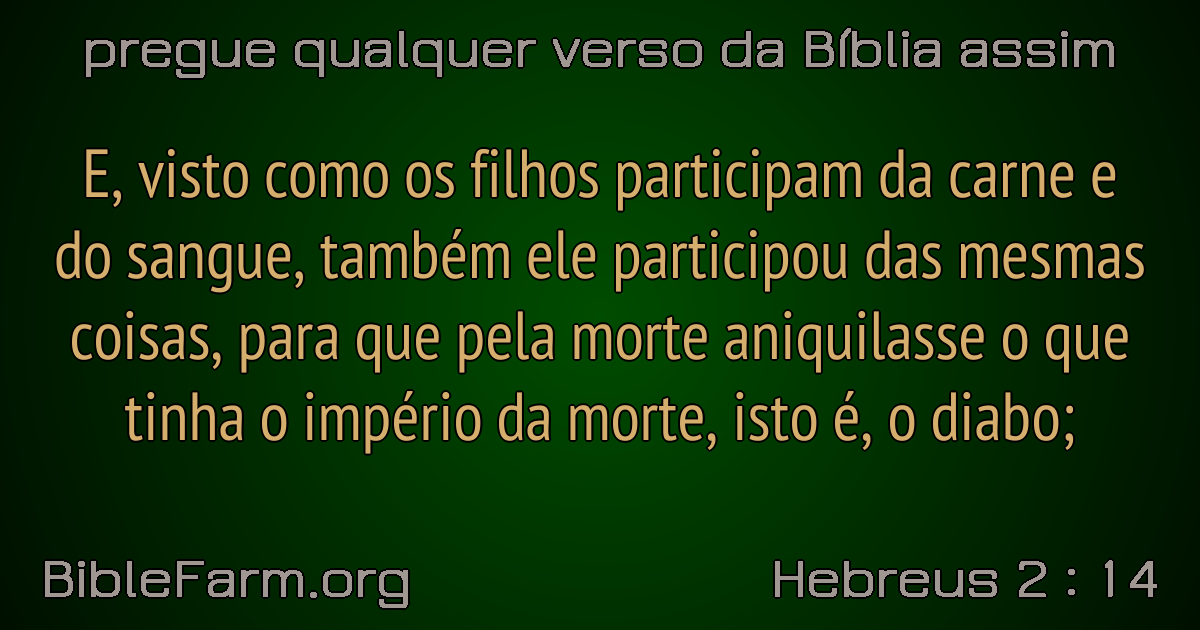 pregue qualquer verso da Bíblia assim
E, visto como os filhos participam da carne e
do sangue, também ele participou das mesmas
coisas, para que pela morte aniquilasse o que
tinha o império da morte, isto é, o diabo;
BibleFarm.org
Hebreus 2 : 14